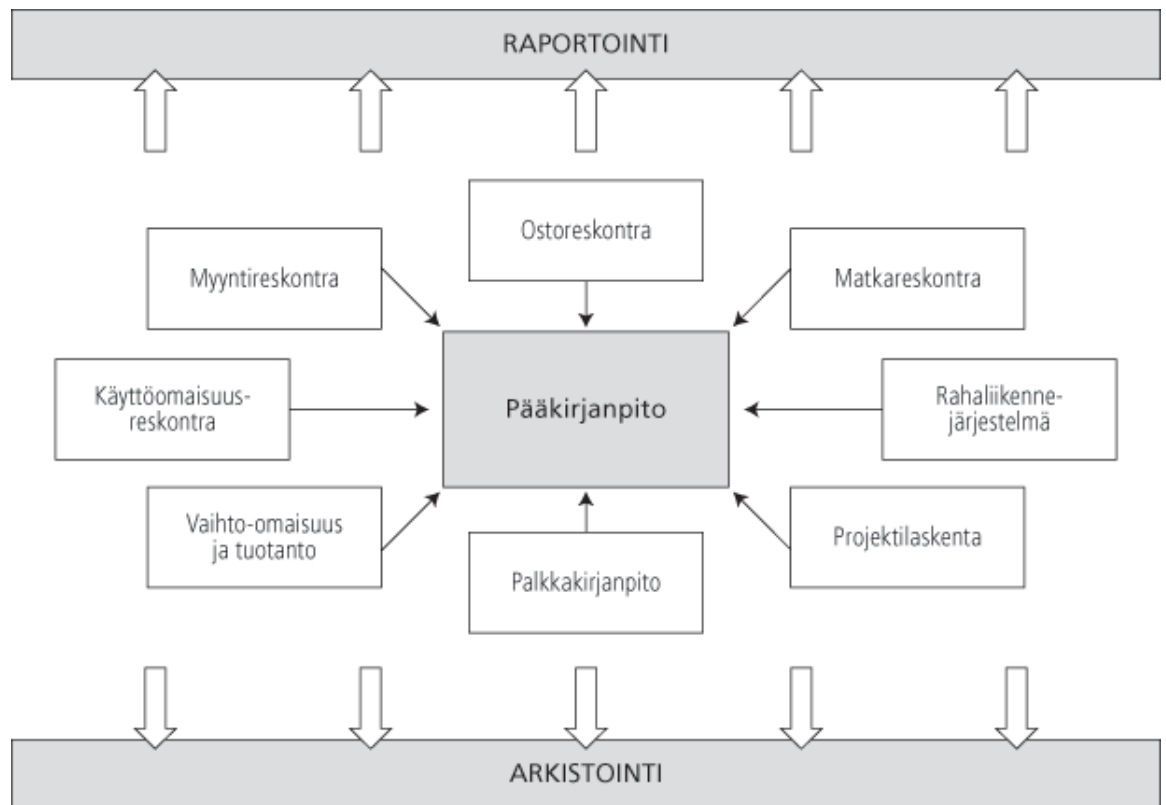 RAPORTOINTI
Ostoreskontra
Myyntireskontra
Matkareskontra
Käyttöomaisuus-
reskontra
Pääkirjanpito
Rahaliikenne-
järjestelmä
Vaihto-omaisuus
ja tuotanto
Projektilaskenta
Palkkakirjanpito
ARKISTOINTI